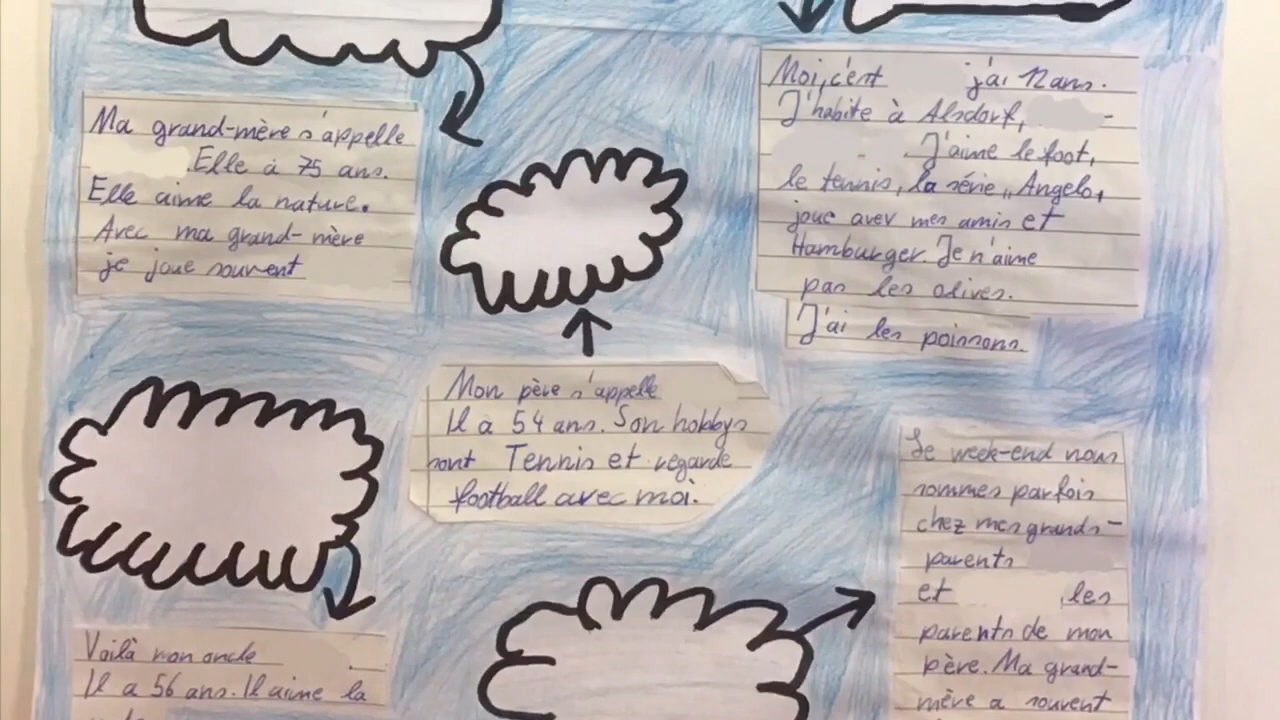 Ma grand-mère s'appelle
Elle à 75 ans.
Elle aime la nature.
Avec ma grand-mère
je joue souvent
Moi, c'est j'ai 12 ans.
J'habite à Alsdorf,
J'aime le foot,
le tennis, la série „Angelo,
joue aver mes amis et
Hamburger. Je n'aime
pas les olives.
J'ai les poissons.
Mon père s'appelle
Il a 54 ans. Son hobbys
sont Tennis et regarde
football avec moi.
Le week-end nous
sommes parfois
chez mes grands-
parents
et , les
parents de mon
père. Ma grand-
mère a souvent
Voilà mon oncle
Il a 56 ans. Il aime la